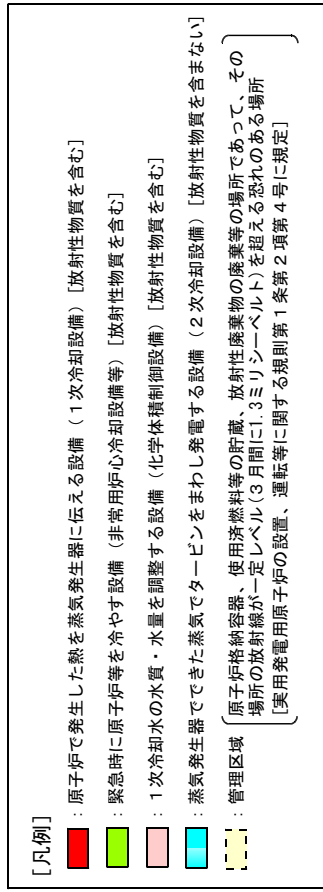 [凡例]
：原子炉で発生した熱を蒸気発生器に伝える設備（１次冷却設備）［放射性物質を含む］
：緊急時に原子炉等を冷やす設備（非常用炉心冷却設備等）［放射性物質を含む］
：１次冷却水の水質・水量を調整する設備（化学体積制御設備）［放射性物質を含む］
：蒸気発生器でできた蒸気でタービンをまわし発電する設備（２次冷却設備）［放射性物質を含まない］
：管理区域
原子炉格納容器、使用済燃料等の貯蔵、放射性廃棄物の廃棄等の場所であって、その
場所の放射線が一定レベル(３月間に1.3ミリシーベルト)を超える恐れのある場所
[実用発電用原子炉の設置、運転等に関する規則第１条第２項第４号に規定]